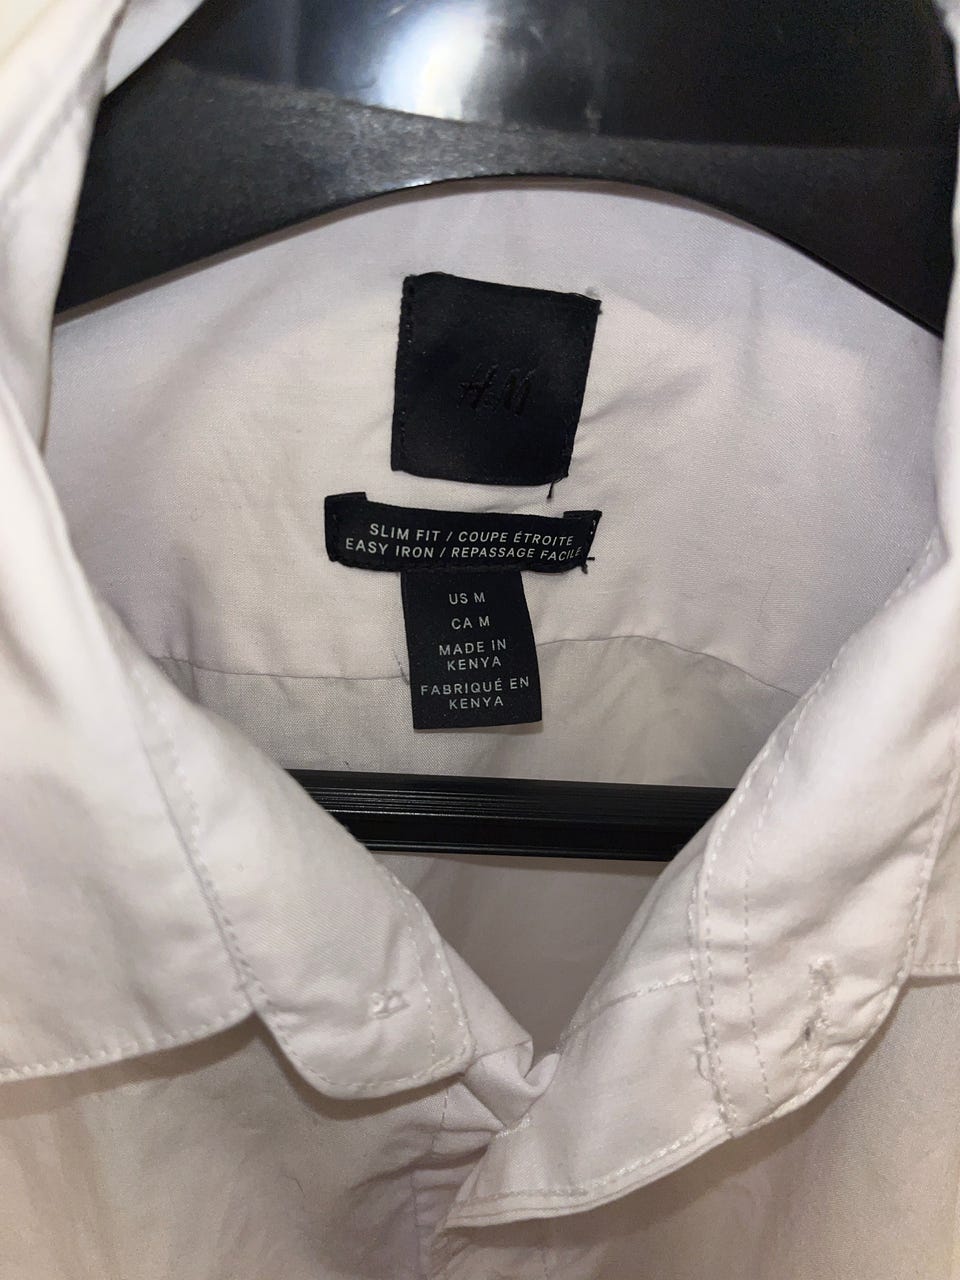 H&M
SLIM FIT / COUPE ÉTROITE
EASY IRON / REPASSAGE FACILE
US M
CA M
MADE IN
KENYA
FABRIQUÉ EN
KENYA